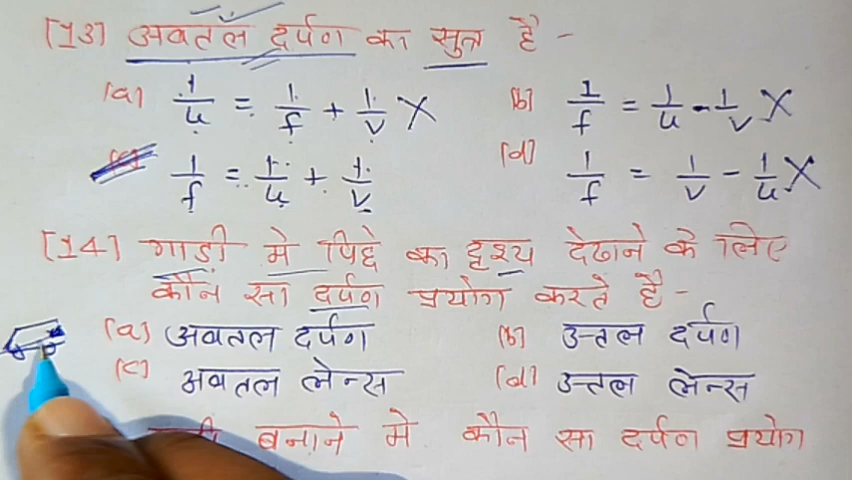 [13] अवतल दर्पण का सुत्र है -
(a) 1/u = 1/f + 1/v X (b) 1/f = 1/u - 1/v X
(c) 1/f = 1/u + 1/v (d) 1/f = 1/v - 1/u X
[14] गाडी मे पिछे का दृश्य देखने के लिए
कौन सा दर्पण प्रयोग करते है -
(a) अवतल दर्पण (b) उत्तल दर्पण
(c) अवतल लेन्स (d) उत्तल लेन्स
बनाने मे कौन सा दर्पण प्रयोग